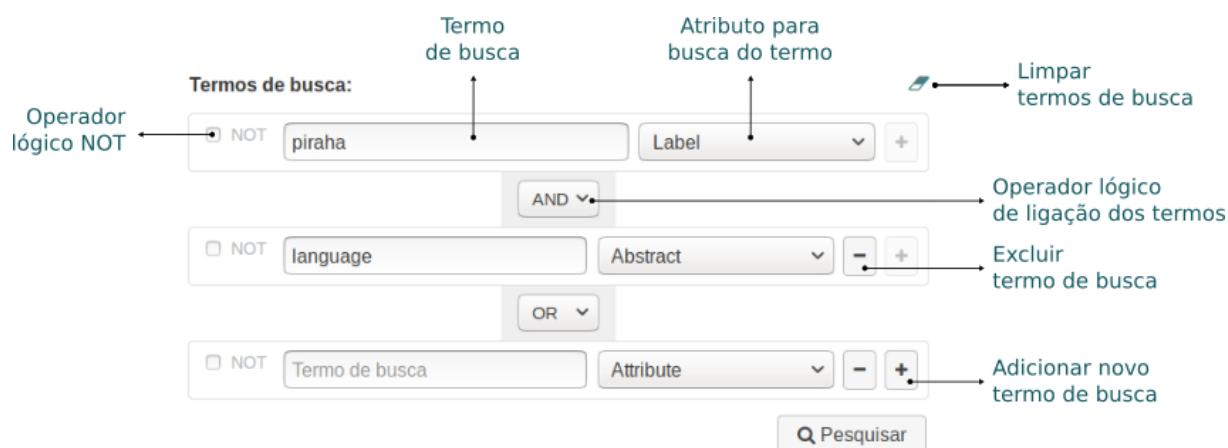 Termo
de busca
Atributo para
busca do termo
Termos de busca:
Limpar
termos de busca
Operador
lógico NOT
NOT
piraha
Label
+
AND
Operador lógico
de ligação dos termos
NOT
language
Abstract
−
+
Excluir
termo de busca
OR
NOT
Termo de busca
Attribute
−
+
Adicionar novo
termo de busca
Pesquisar